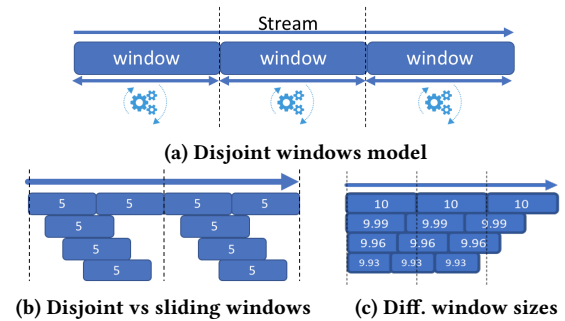 Stream
window window window
(a) Disjoint windows model
5 5 5 5
5 5
5 5
5 5
(b) Disjoint vs sliding windows
10 10 10
9.99 9.99 9.99
9.96 9.96 9.96
9.93 9.93 9.93
(c) Diff. window sizes